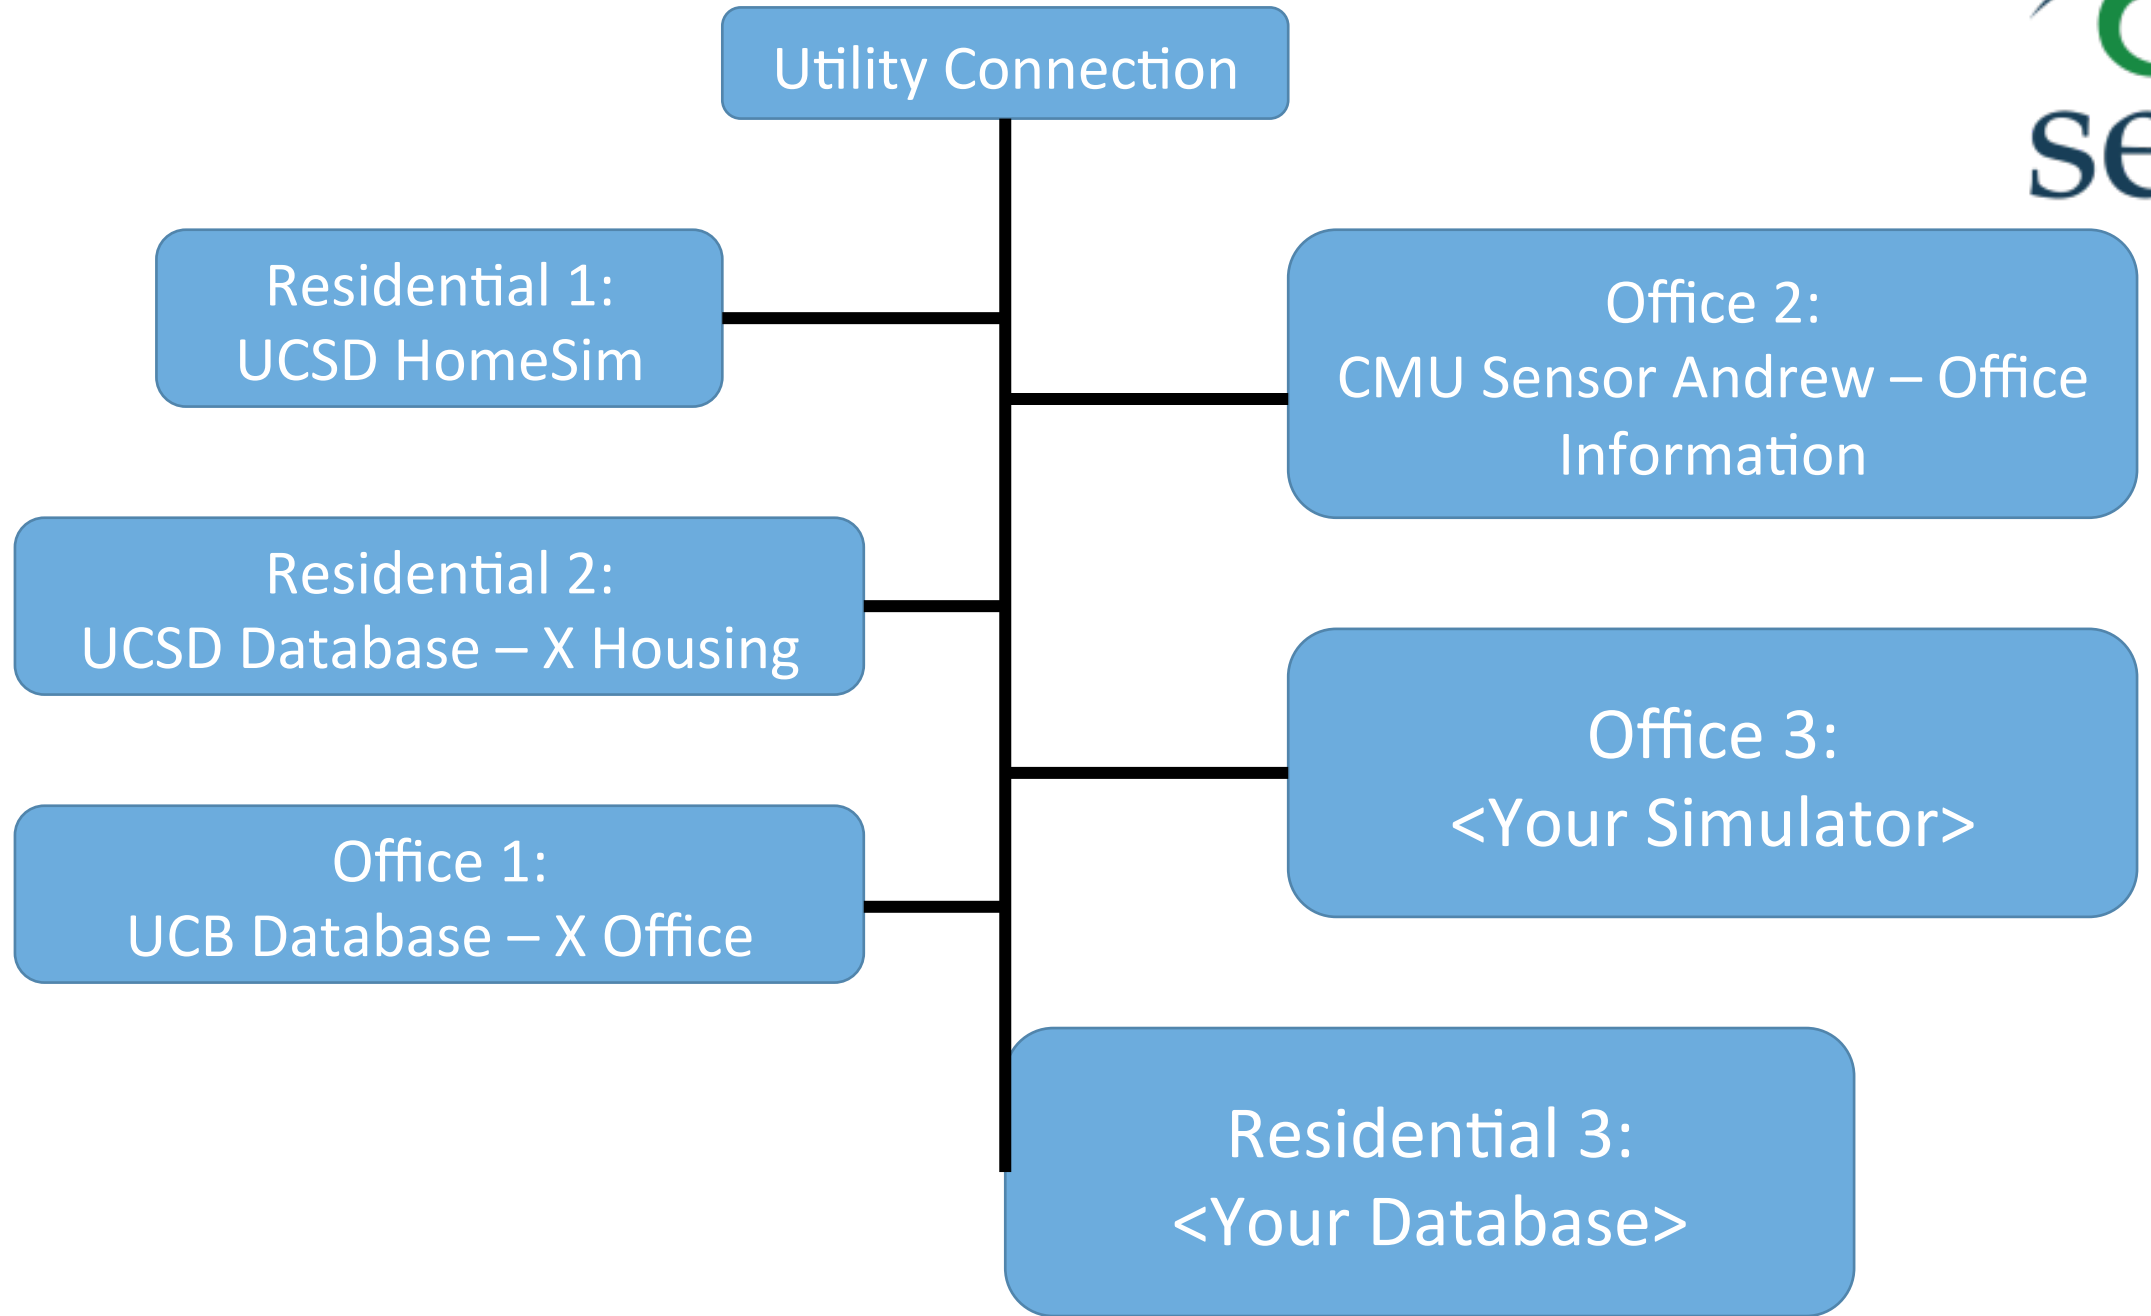 Utility Connection
Residential 1:
UCSD HomeSim
Office 2:
CMU Sensor Andrew – Office
Information
Residential 2:
UCSD Database – X Housing
Office 3:
<Your Simulator>
Office 1:
UCB Database – X Office
Residential 3:
<Your Database>